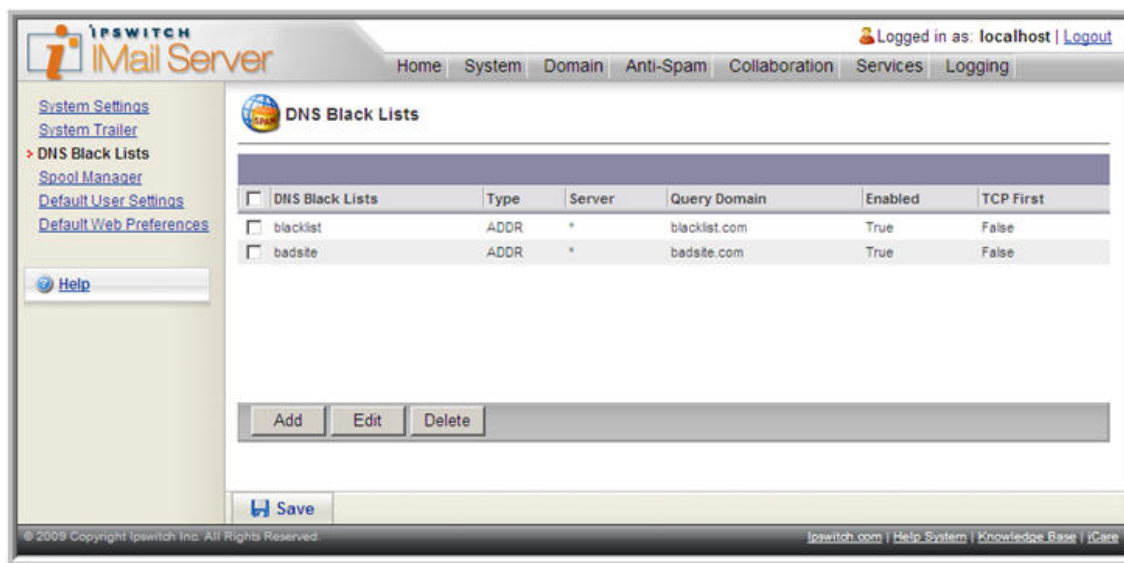 IPSWITCH
IMail Server
Logged in as: localhost | Logout
Home System Domain Anti-Spam Collaboration Services Logging
System Settings
System Trailer
DNS Black Lists
Spool Manager
Default User Settings
Default Web Preferences
Help
SPAM
DNS Black Lists
DNS Black Lists Type Server Query Domain Enabled TCP First
blacklist ADDR * blacklist.com True False
badsite ADDR * badsite.com True False
Add Edit Delete
Save
© 2009 Copyright Ipswitch Inc. All Rights Reserved.
Ipswitch.com | Help System | Knowledge Base | iCare